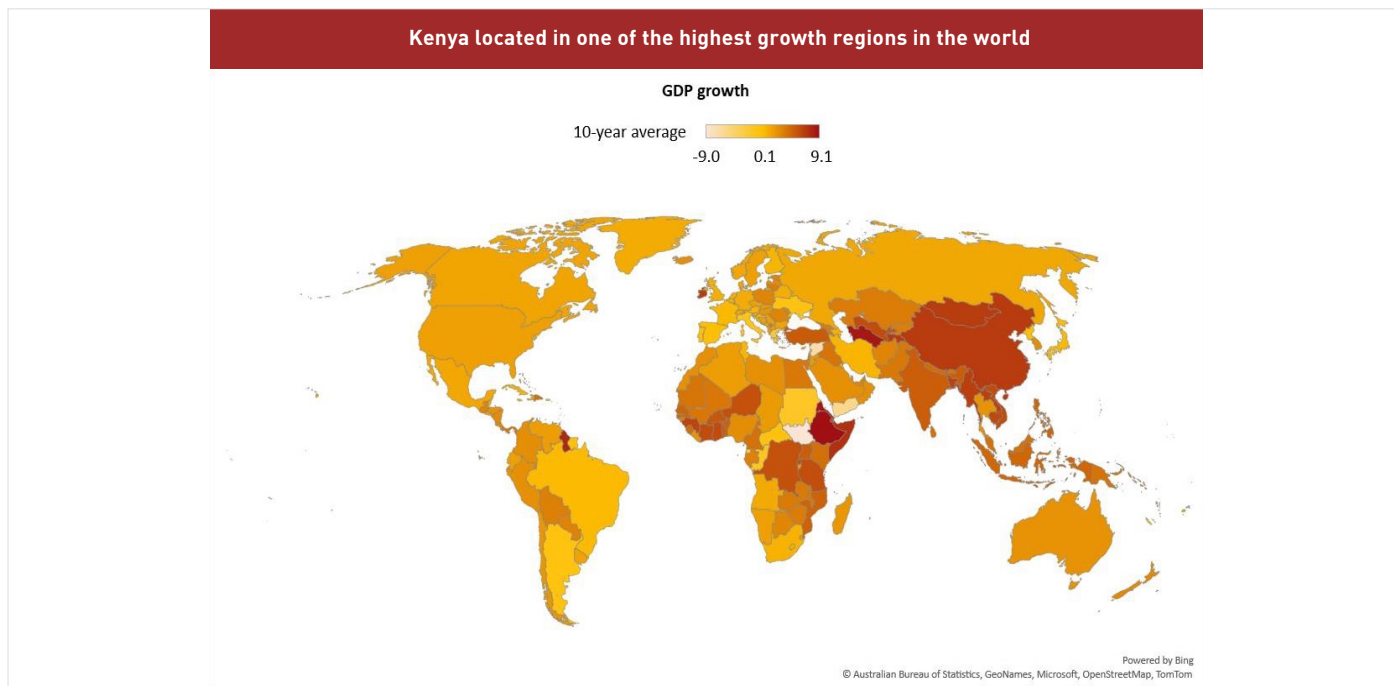 Kenya located in one of the highest growth regions in the world
GDP growth
10-year average
-9.0 0.1 9.1
Powered by Bing
© Australian Bureau of Statistics, GeoNames, Microsoft, OpenStreetMap, TomTom